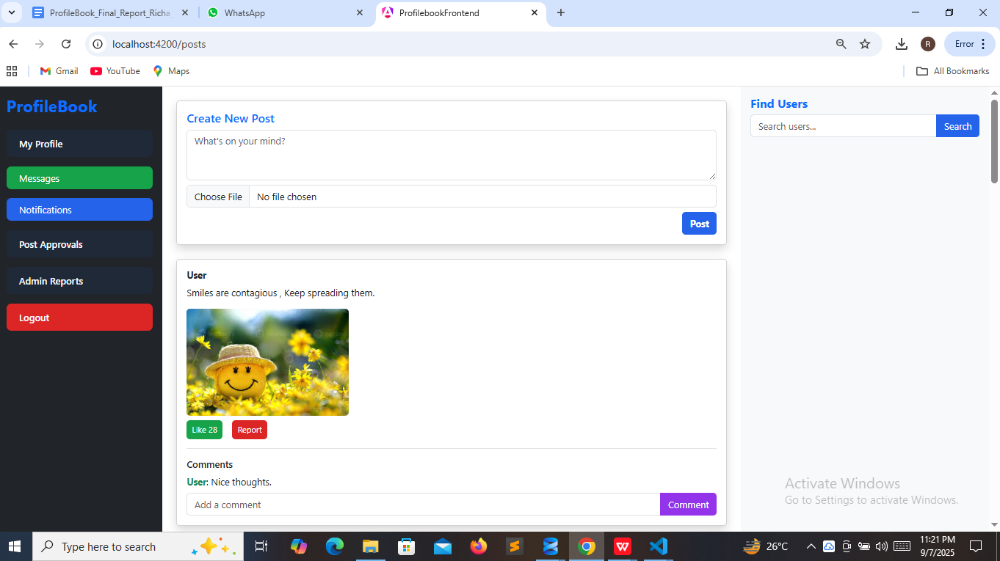 ProfileBook_Final_Report_Richa
WhatsApp
ProfilebookFrontend
localhost:4200/posts
R
Error
Gmail
YouTube
Maps
All Bookmarks
ProfileBook
My Profile
Messages
Notifications
Post Approvals
Admin Reports
Logout
Create New Post
What's on your mind?
Choose File
No file chosen
Post
User
Smiles are contagious , Keep spreading them.
Like 28
Report
Comments
User: Nice thoughts.
Add a comment
Comment
Find Users
Search users...
Search
Activate Windows
Go to Settings to activate Windows.
Type here to search
26°C
11:21 PM
9/7/2025